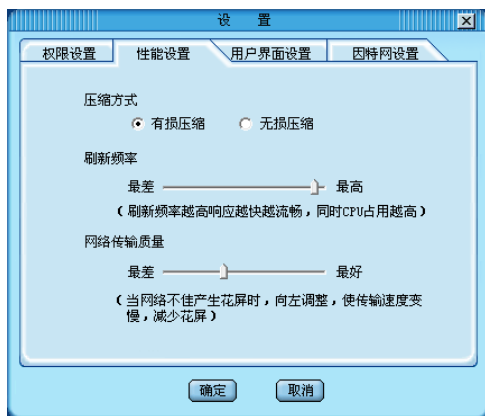 设 置
权限设置 性能设置 用户界面设置 因特网设置
压缩方式
有损压缩 无损压缩
刷新频率
最差 最高
(刷新频率越高响应越快越流畅，同时CPU占用越高)
网络传输质量
最差 最好
(当网络不佳产生花屏时，向左调整，使传输速度变
慢，减少花屏)
确定 取消